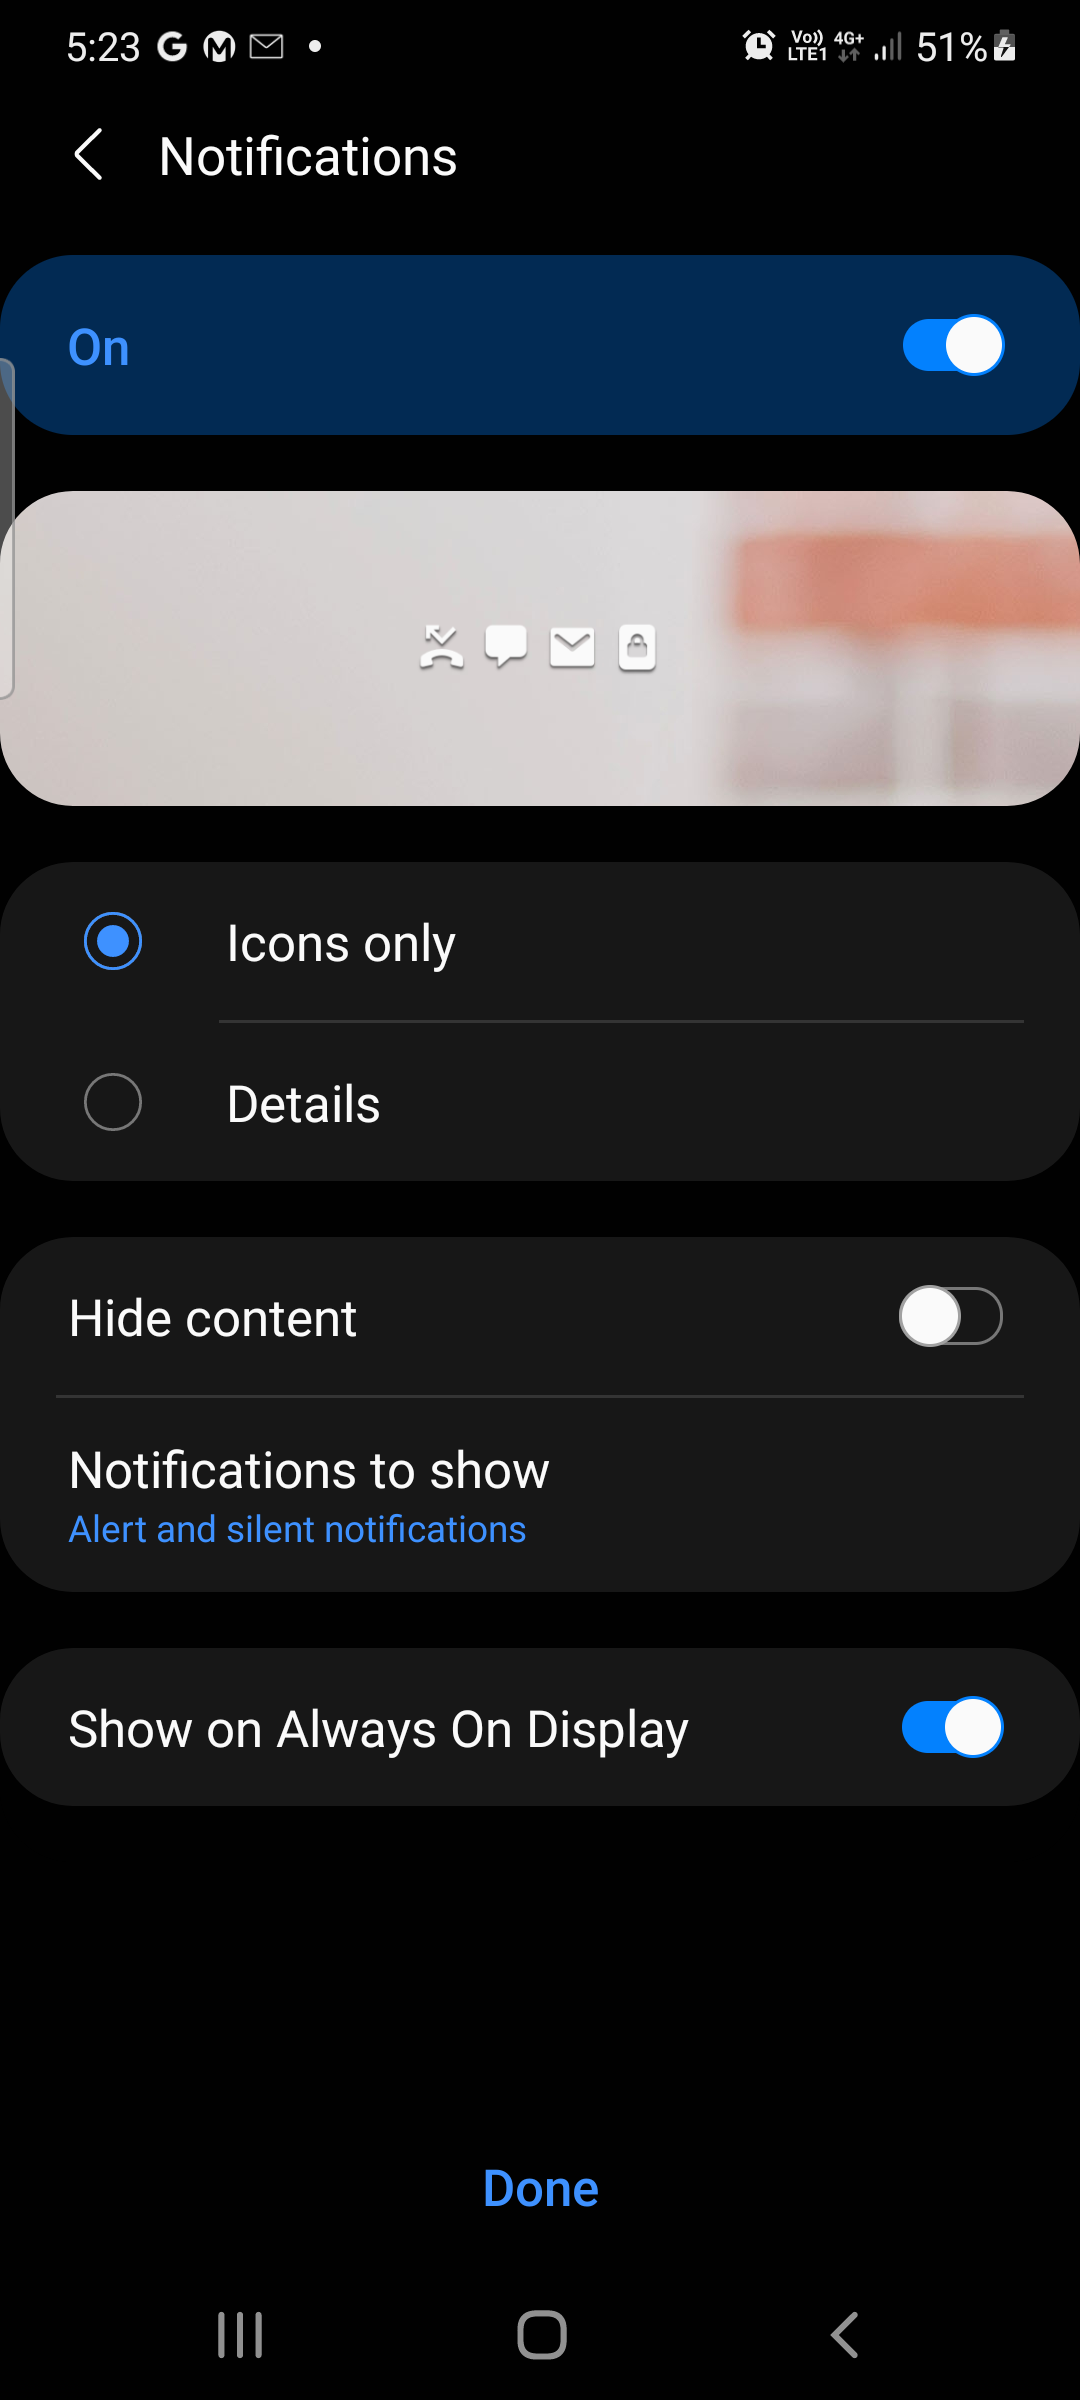 5:23 G M Vo)) LTE1 4G+ 51%
Notifications
On
Icons only
Details
Hide content
Notifications to show
Alert and silent notifications
Show on Always On Display
Done